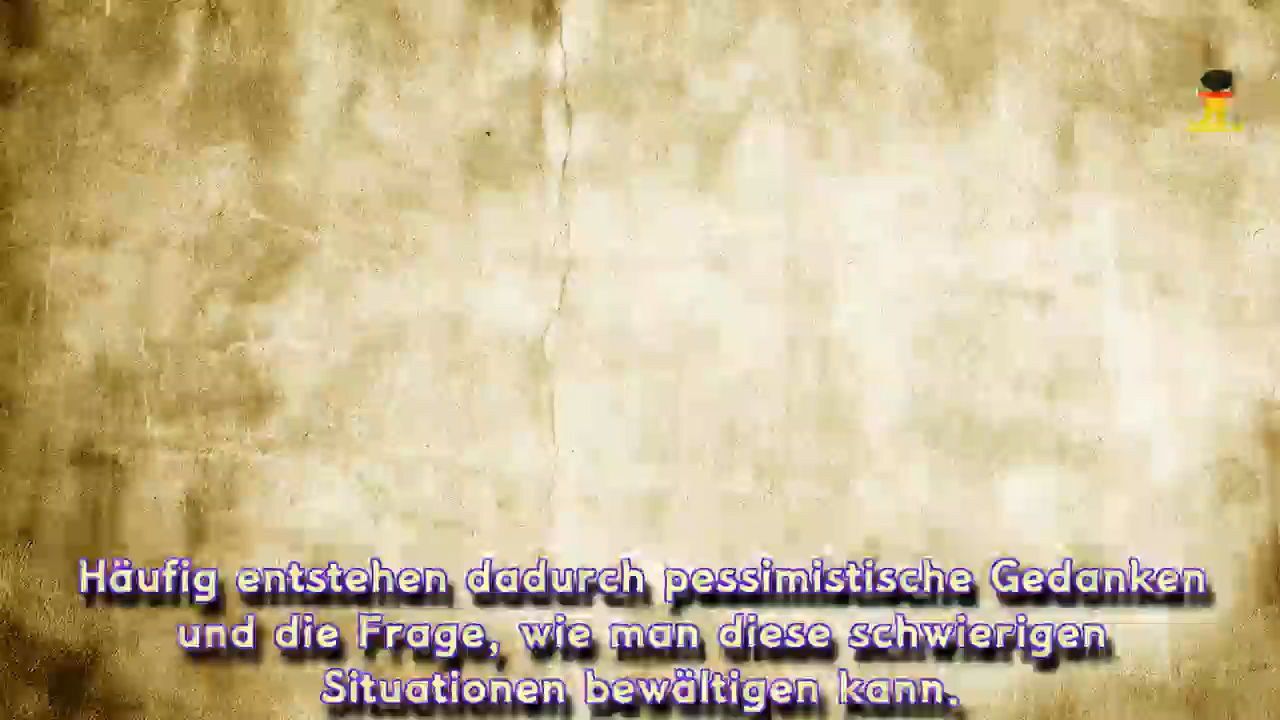 Häufig entstehen dadurch pessimistische Gedanken
und die Frage, wie man diese schwierigen
Situationen bewältigen kann.